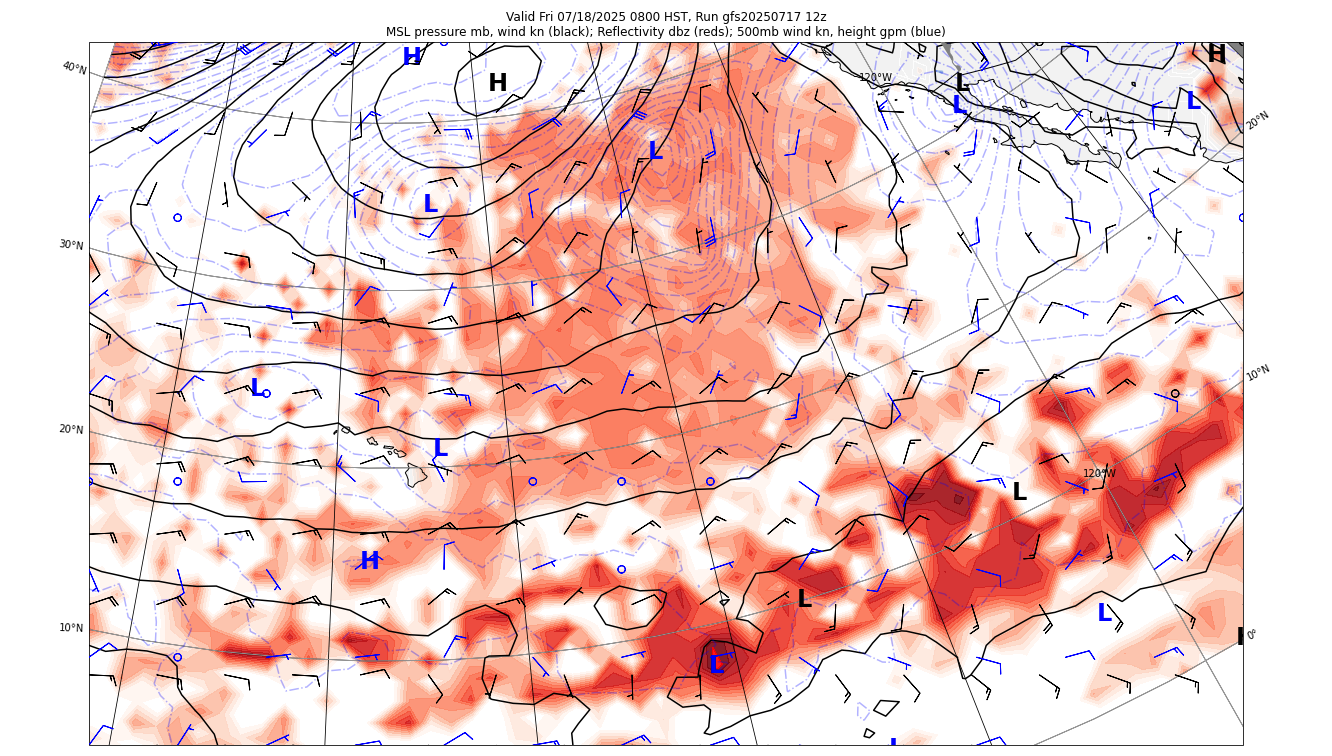 Valid Fri 07/18/2025 0800 HST, Run gfs20250717 12z
MSL pressure mb, wind kn (black); Reflectivity dbz (reds); 500mb wind kn, height gpm (blue)
H
H
40°N
H
120°W
L
L
L
20°N
L
L
30°N
10°N
L
20°N
L
120°W
L
H
L
L
10°N
0°
L
H
L